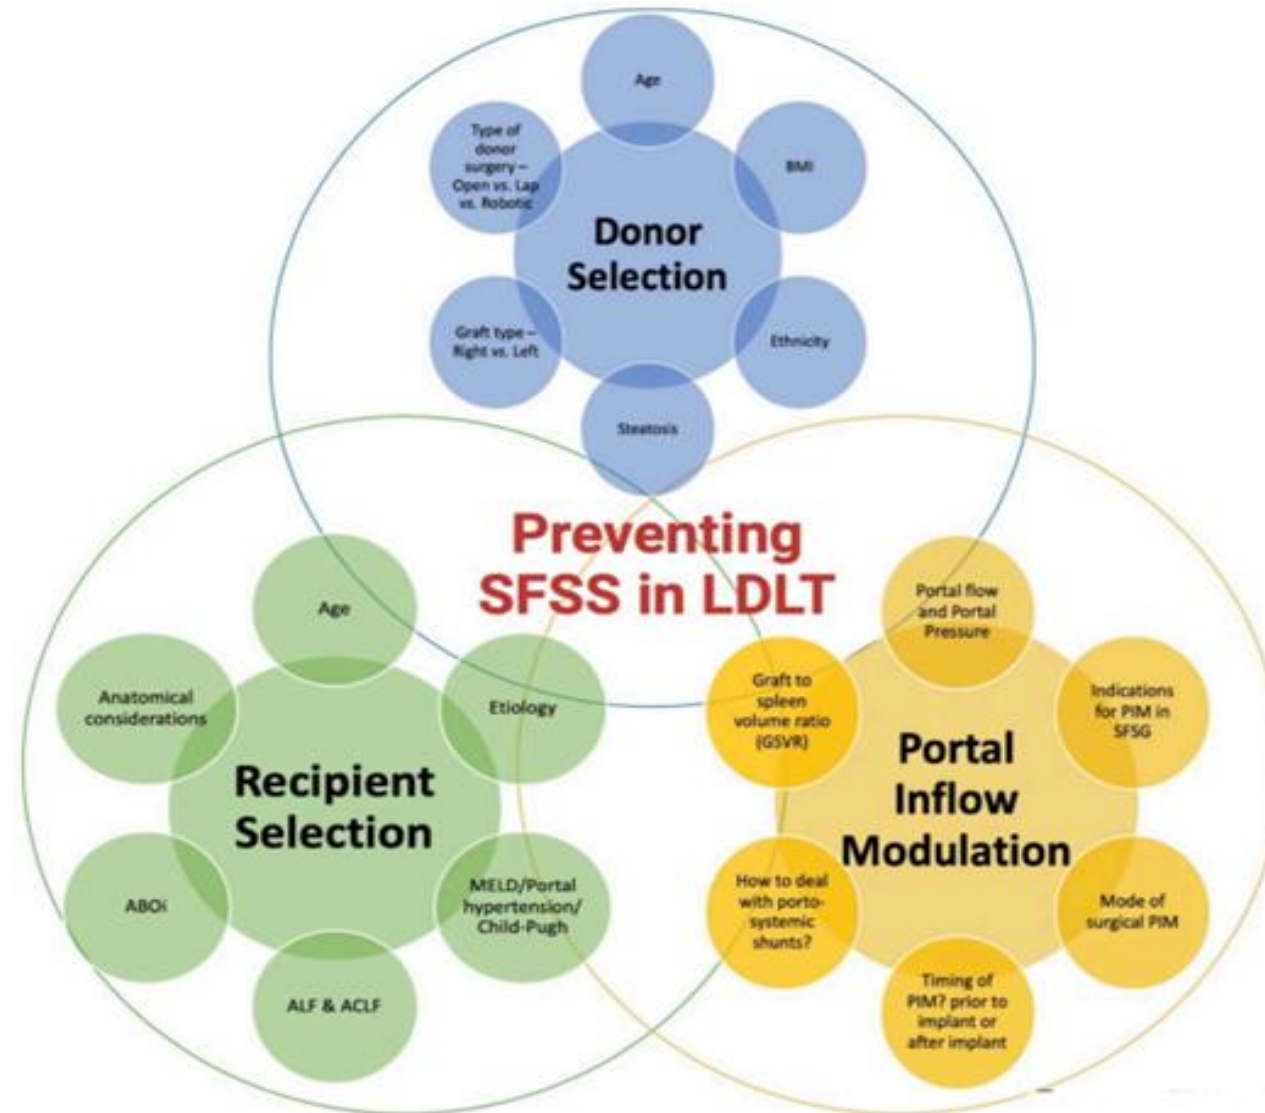 Age
BMI
Ethnicity
Steatosis
Graft type –
Right vs. Left
Type of
donor
surgery –
Open vs. Lap
vs. Robotic
Donor
Selection
Preventing
SFSS in LDLT
Age
Etiology
MELD/Portal
hypertension/
Child-Pugh
ALF & ACLF
ABOi
Anatomical
considerations
Recipient
Selection
Portal flow
and Portal
Pressure
Indications
for PIM in
SFSG
Mode of
surgical PIM
Timing of
PIM? prior to
implant or
after implant
How to deal
with porto-
systemic
shunts?
Graft to
spleen
volume ratio
(GSVR)
Portal
Inflow
Modulation